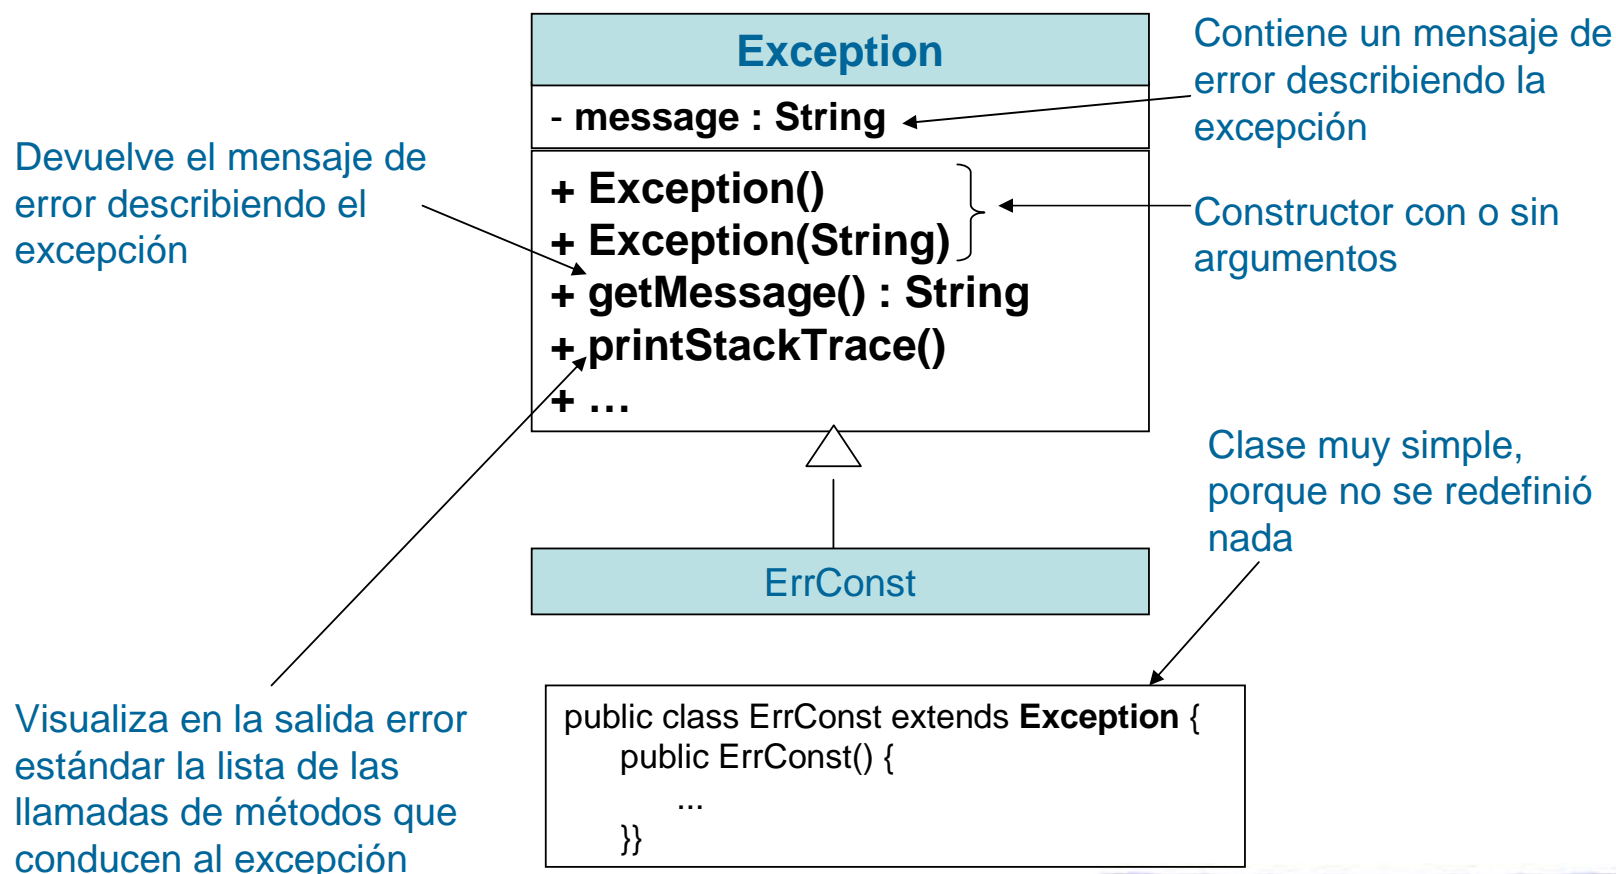 Exception
- message : String
+ Exception()
+ Exception(String)
+ getMessage() : String
+ printStackTrace()
+ …
Contiene un mensaje de
error describiendo la
excepción
Constructor con o sin
argumentos
Devuelve el mensaje de
error describiendo el
excepción
ErrConst
Clase muy simple,
porque no se redefinió
nada
Visualiza en la salida error
estándar la lista de las
llamadas de métodos que
conducen al excepción
public class ErrConst extends Exception {
public ErrConst() {
...
}}